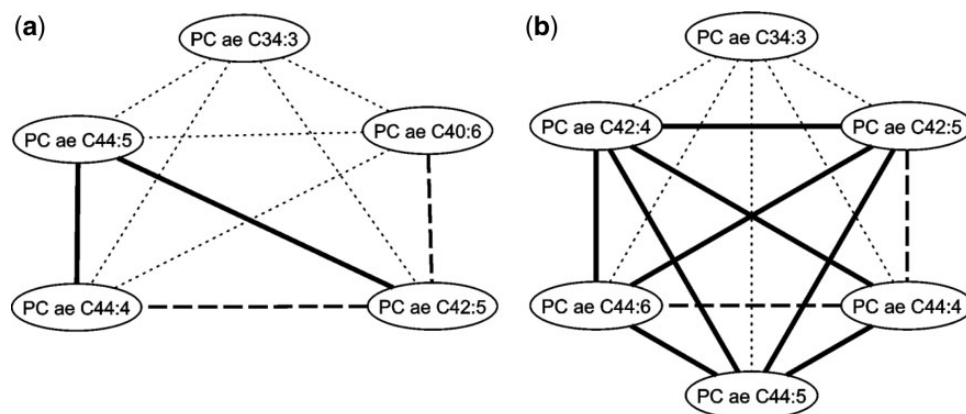 (a)
PC ae C34:3
PC ae C44:5
PC ae C40:6
PC ae C44:4
PC ae C42:5
(b)
PC ae C34:3
PC ae C42:4
PC ae C42:5
PC ae C44:6
PC ae C44:4
PC ae C44:5